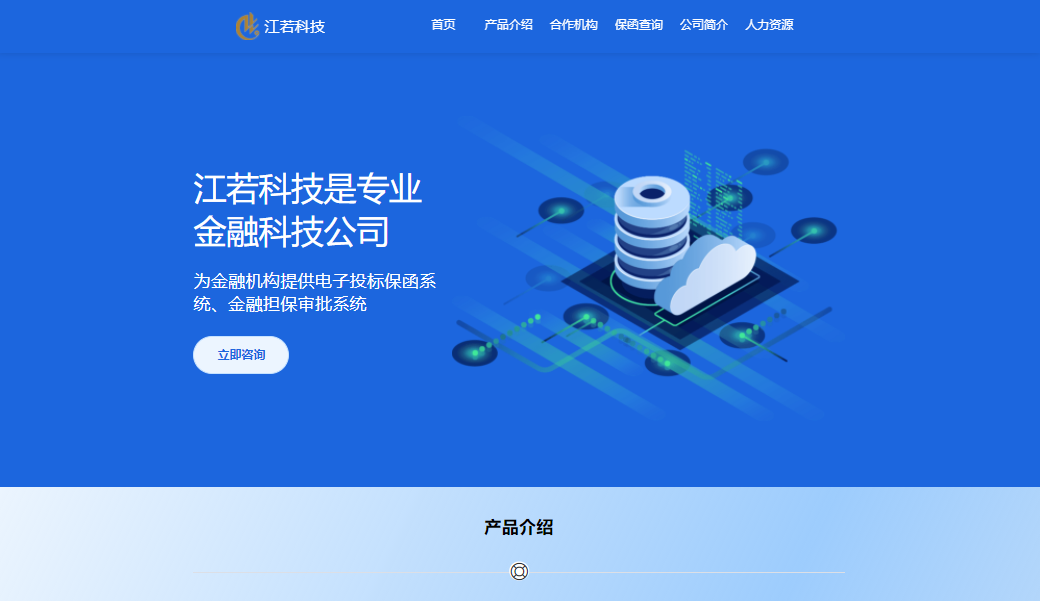 江若科技
首页 产品介绍 合作机构 保函查询 公司简介 人力资源
江若科技是专业
金融科技公司
为金融机构提供电子投标保函系
统、金融担保审批系统
立即咨询
产品介绍